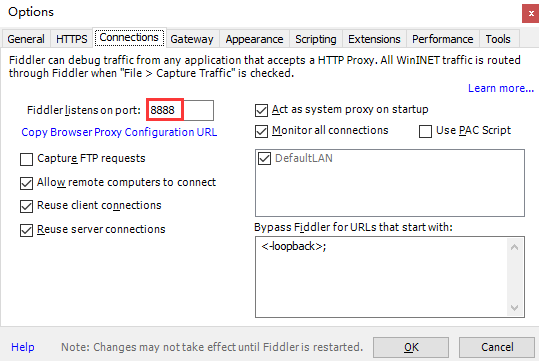 Options
General HTTPS Connections Gateway Appearance Scripting Extensions Performance Tools
Fiddler can debug traffic from any application that accepts a HTTP Proxy. All WinINET traffic is routed
through Fiddler when "File > Capture Traffic" is checked.
Learn more...
Fiddler listens on port: 8888
Copy Browser Proxy Configuration URL
Capture FTP requests
Allow remote computers to connect
Reuse client connections
Reuse server connections
Act as system proxy on startup
Monitor all connections Use PAC Script
DefaultLAN
Bypass Fiddler for URLs that start with:
<-loopback>;
Help Note: Changes may not take effect until Fiddler is restarted. OK Cancel